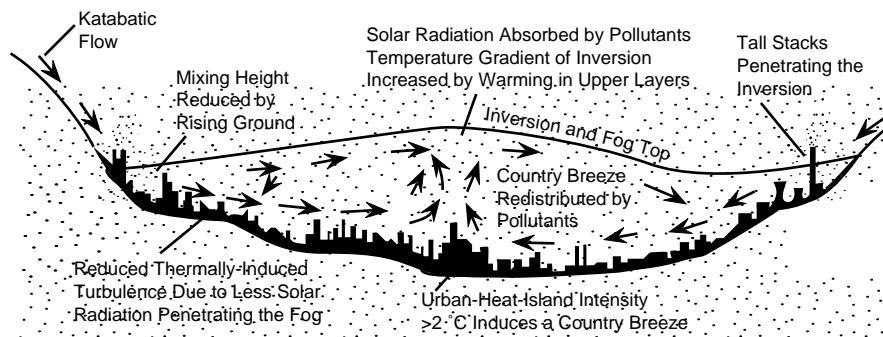 Katabatic
Flow
Solar Radiation Absorbed by Pollutants
Temperature Gradient of Inversion
Increased by Warming in Upper Layers
Tall Stacks
Penetrating the
Inversion
Mixing Height
Reduced by
Rising Ground
Inversion and Fog Top
Country Breeze
Redistributed by
Pollutants
Reduced Thermally-Induced
Turbulence Due to Less Solar
Radiation Penetrating the Fog
Urban-Heat-Island Intensity
>2 °C Induces a Country Breeze